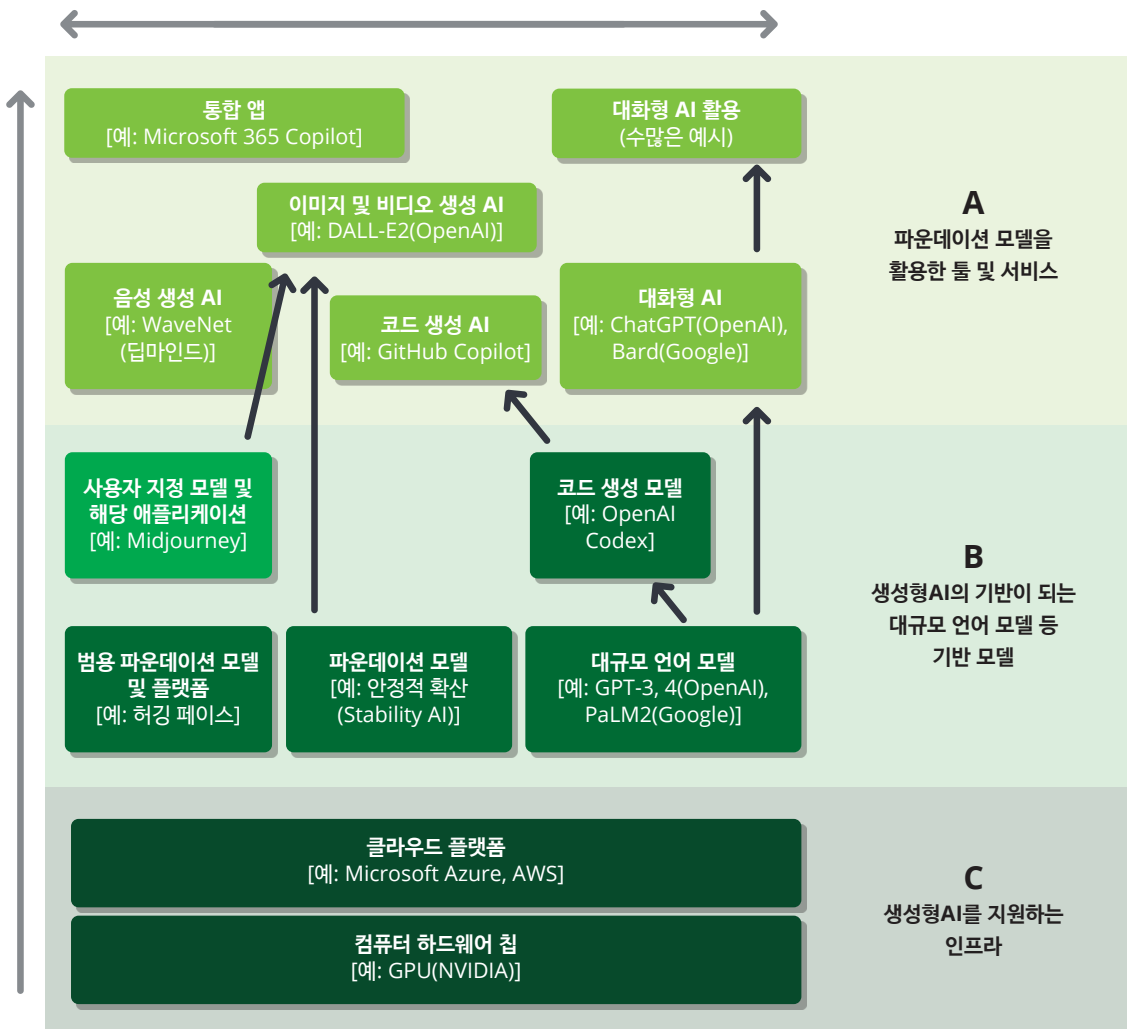 통합 앱
[예: Microsoft 365 Copilot]
대화형 AI 활용
(수많은 예시)
이미지 및 비디오 생성 AI
[예: DALL-E2(OpenAI)]
음성 생성 AI
[예: WaveNet
(딥마인드)]
코드 생성 AI
[예: GitHub Copilot]
대화형 AI
[예: ChatGPT(OpenAI),
Bard(Google)]
A
파운데이션 모델을
활용한 툴 및 서비스
사용자 지정 모델 및
해당 애플리케이션
[예: Midjourney]
코드 생성 모델
[예: OpenAI
Codex]
범용 파운데이션 모델
및 플랫폼
[예: 허깅 페이스]
파운데이션 모델
[예: 안정적 확산
(Stability AI)]
대규모 언어 모델
[예: GPT-3, 4(OpenAI),
PaLM2(Google)]
B
생성형AI의 기반이 되는
대규모 언어 모델 등
기반 모델
클라우드 플랫폼
[예: Microsoft Azure, AWS]
컴퓨터 하드웨어 칩
[예: GPU(NVIDIA)]
C
생성형AI를 지원하는
인프라